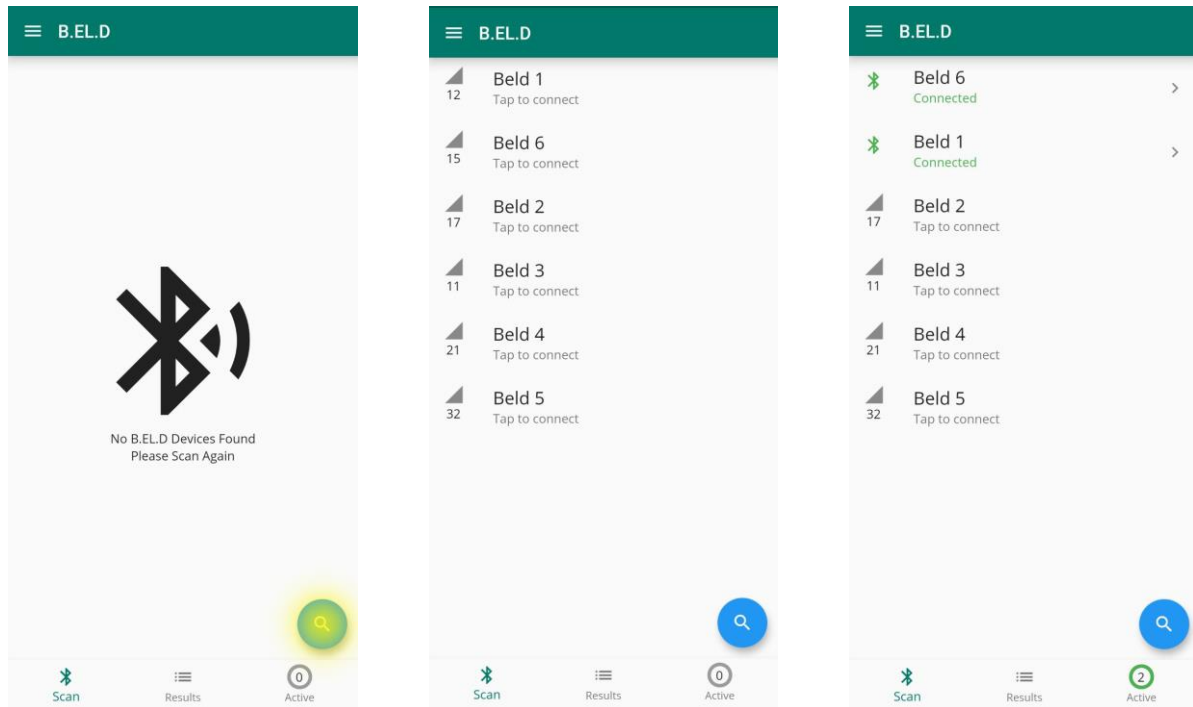 B.EL.D
No B.EL.D Devices Found
Please Scan Again
Scan
Results
0
Active
B.EL.D
Beld 1
12
Tap to connect
Beld 6
15
Tap to connect
Beld 2
17
Tap to connect
Beld 3
11
Tap to connect
Beld 4
21
Tap to connect
Beld 5
32
Tap to connect
Scan
Results
0
Active
B.EL.D
Beld 6
Connected
Beld 1
Connected
Beld 2
17
Tap to connect
Beld 3
11
Tap to connect
Beld 4
21
Tap to connect
Beld 5
32
Tap to connect
Scan
Results
2
Active